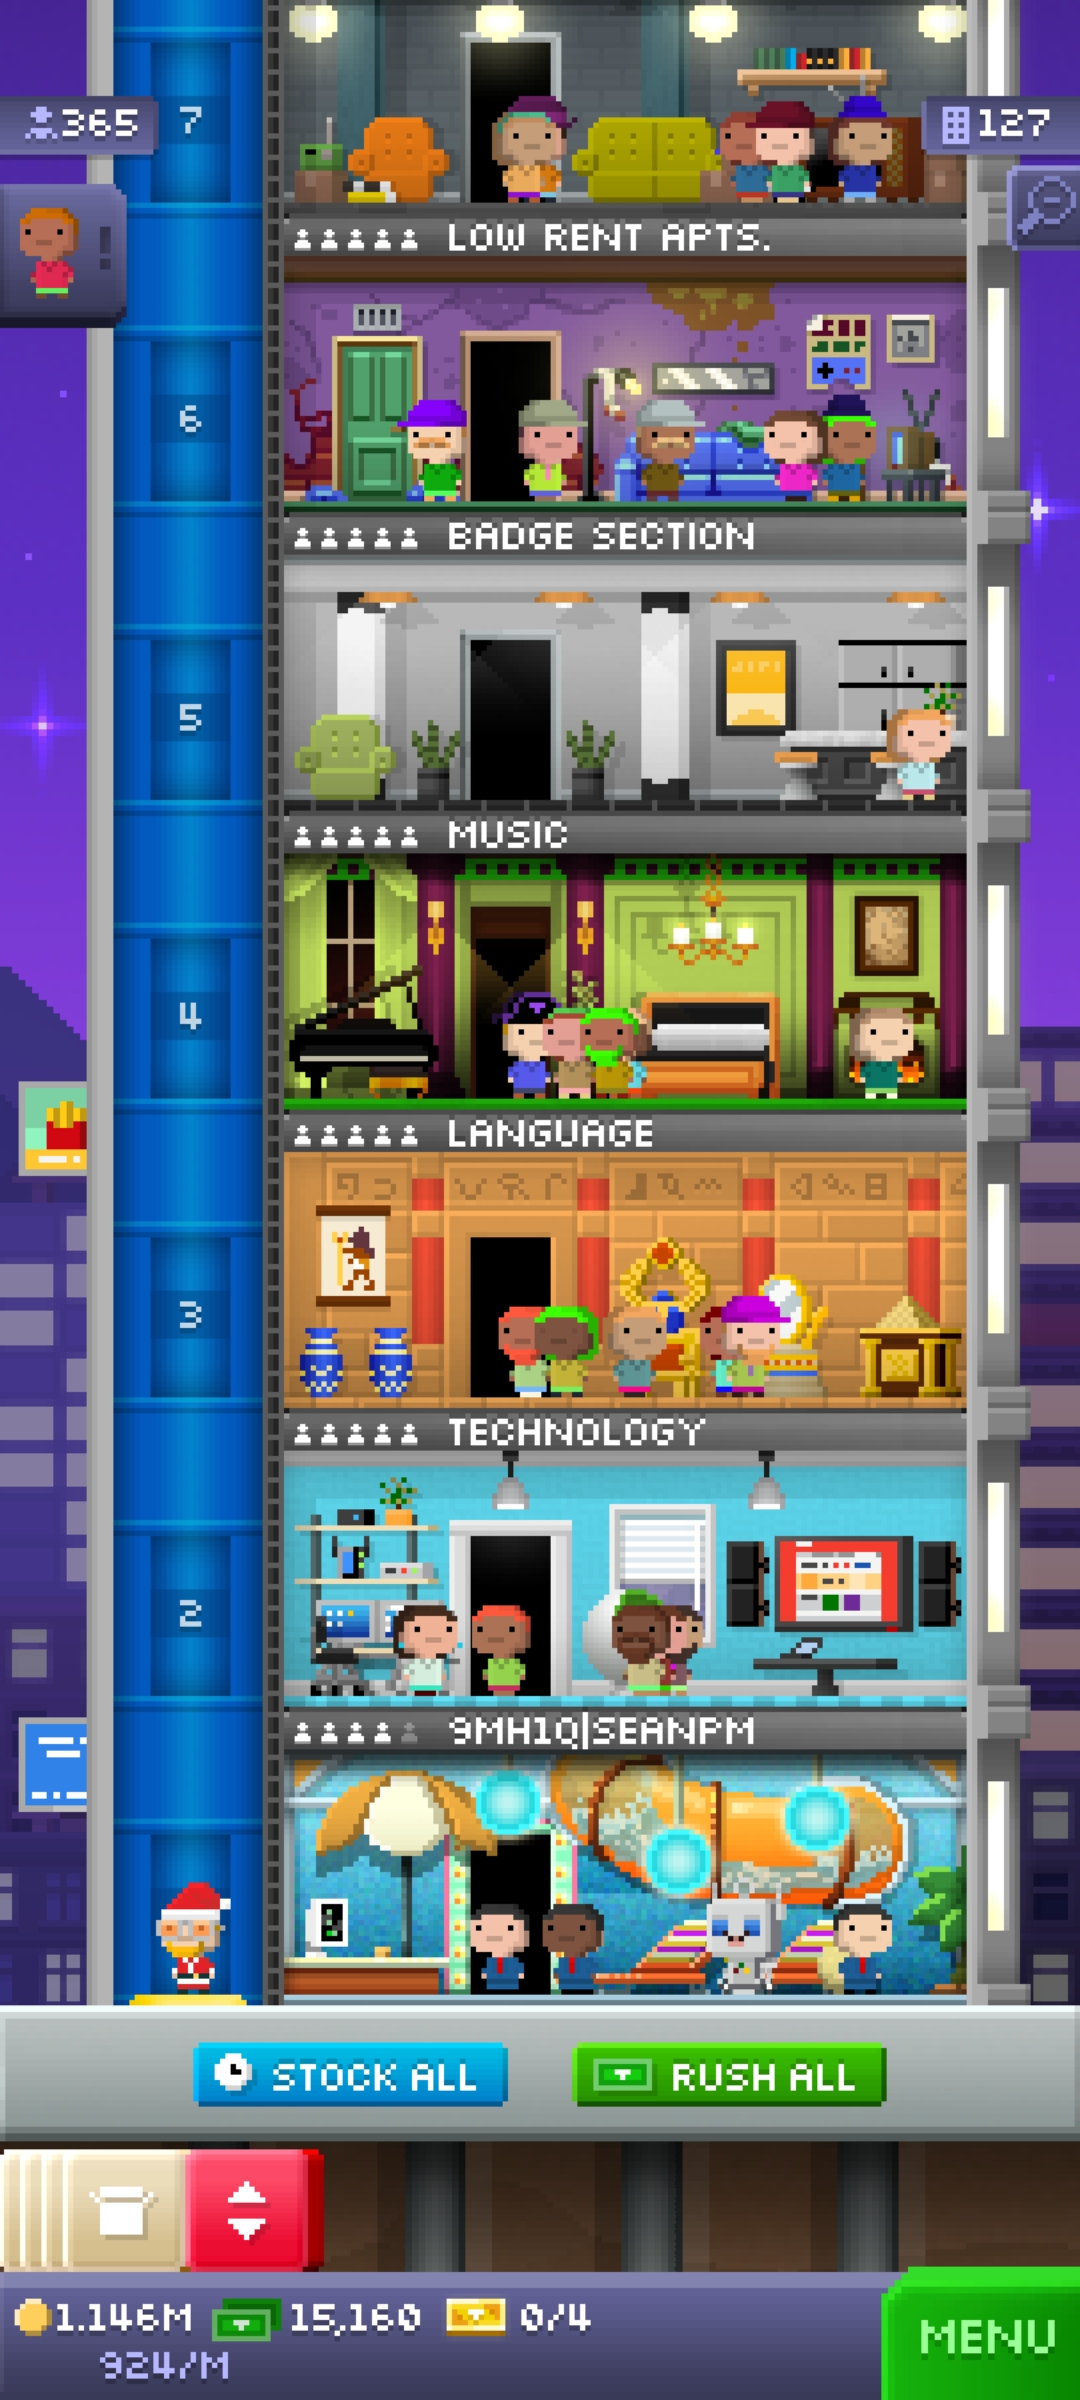 7
365
127
LOW RENT APTS.
6
BADGE SECTION
5
MUSIC
4
LANGUAGE
3
TECHNOLOGY
2
9MH1Q|SEANPM
STOCK ALL
RUSH ALL
1.146M 15,160 0/4
924/M
MENU